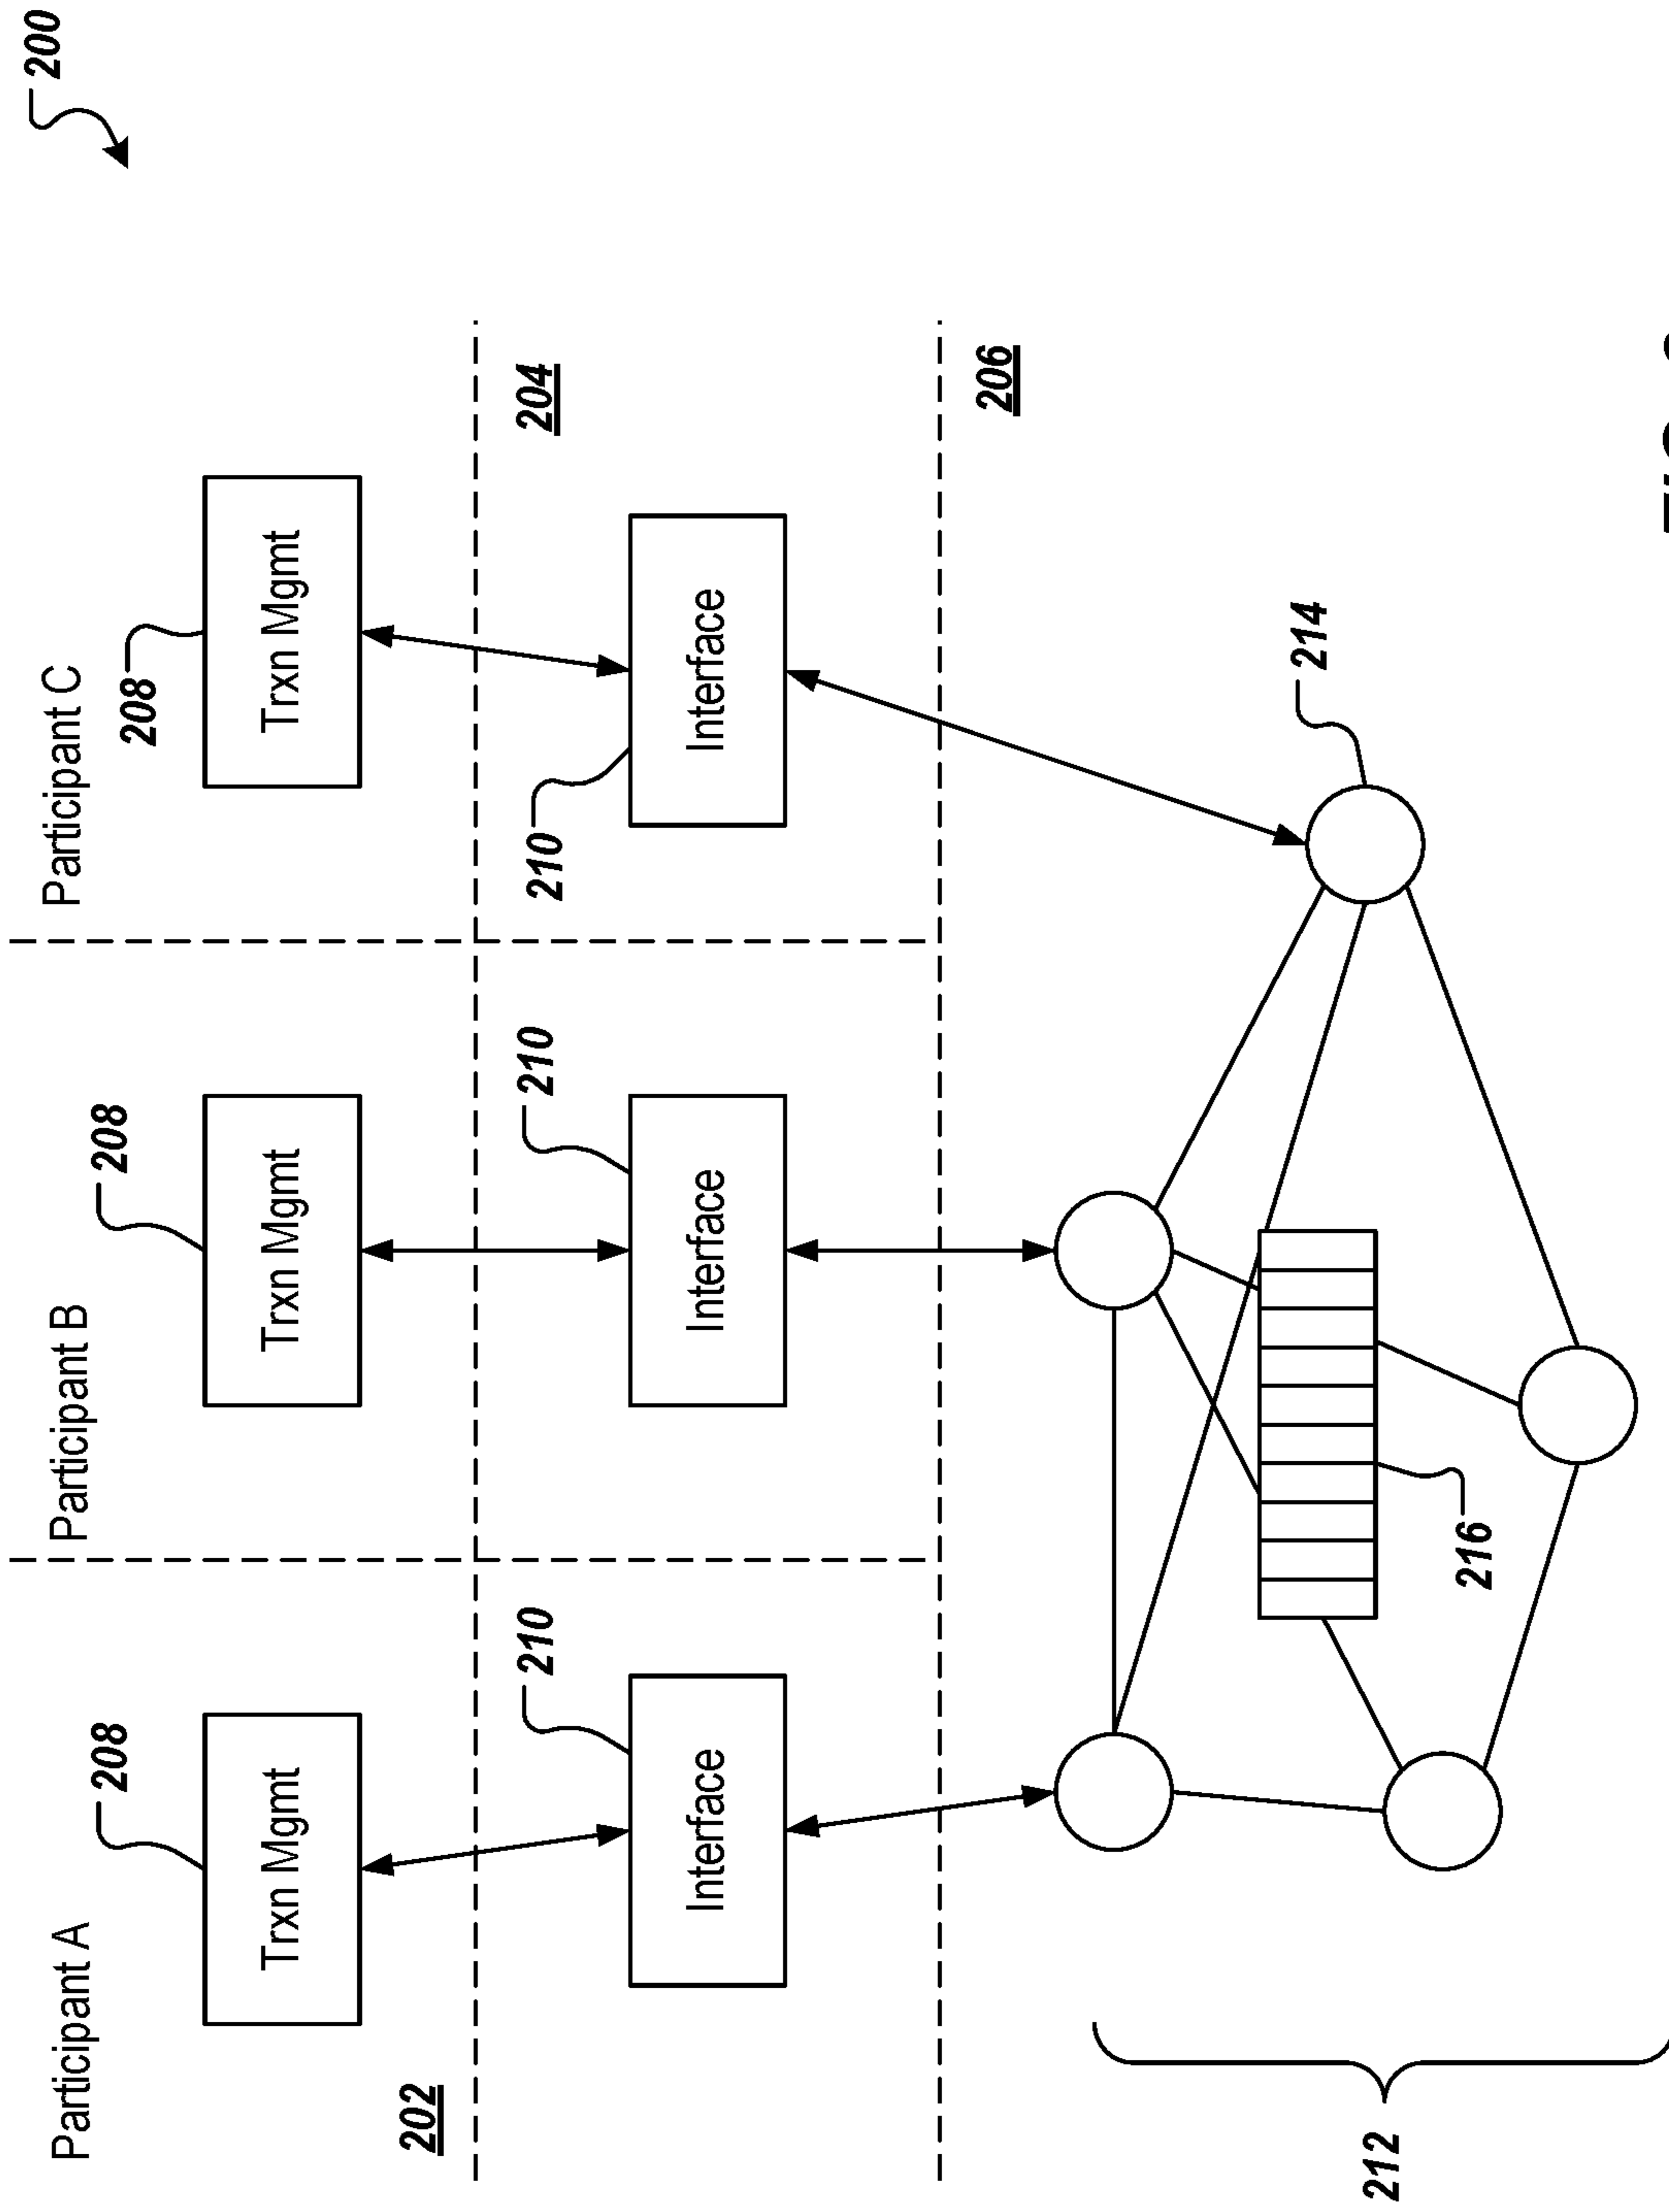 200
Participant A
Participant B
Participant C
208
208
208
Trxn Mgmt
Trxn Mgmt
Trxn Mgmt
202
204
210
210
210
Interface
Interface
Interface
206
214
212
216